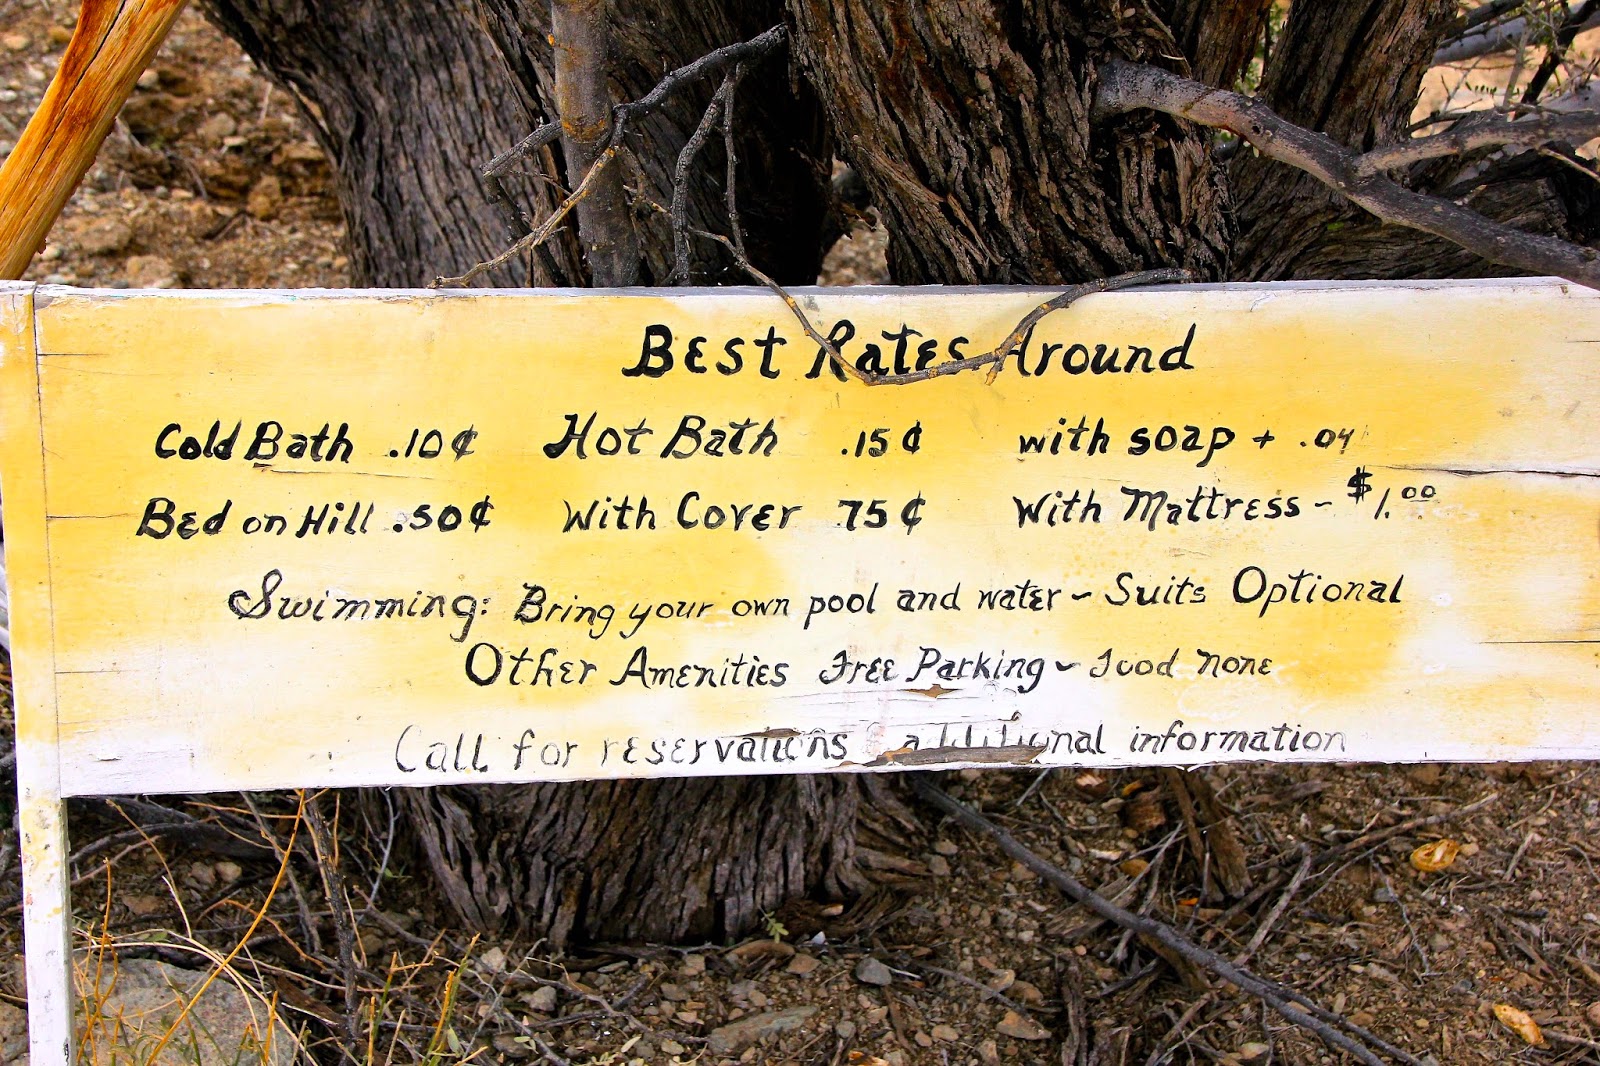 Best Rates Around
Cold Bath .10¢ Hot Bath .15¢ with soap + .04
Bed on Hill .50¢ With Cover 75¢ With Mattress ~ $1.00
Swimming: Bring your own pool and water ~ Suits Optional
Other Amenities Free Parking ~ Food None
Call for reservations & additional information